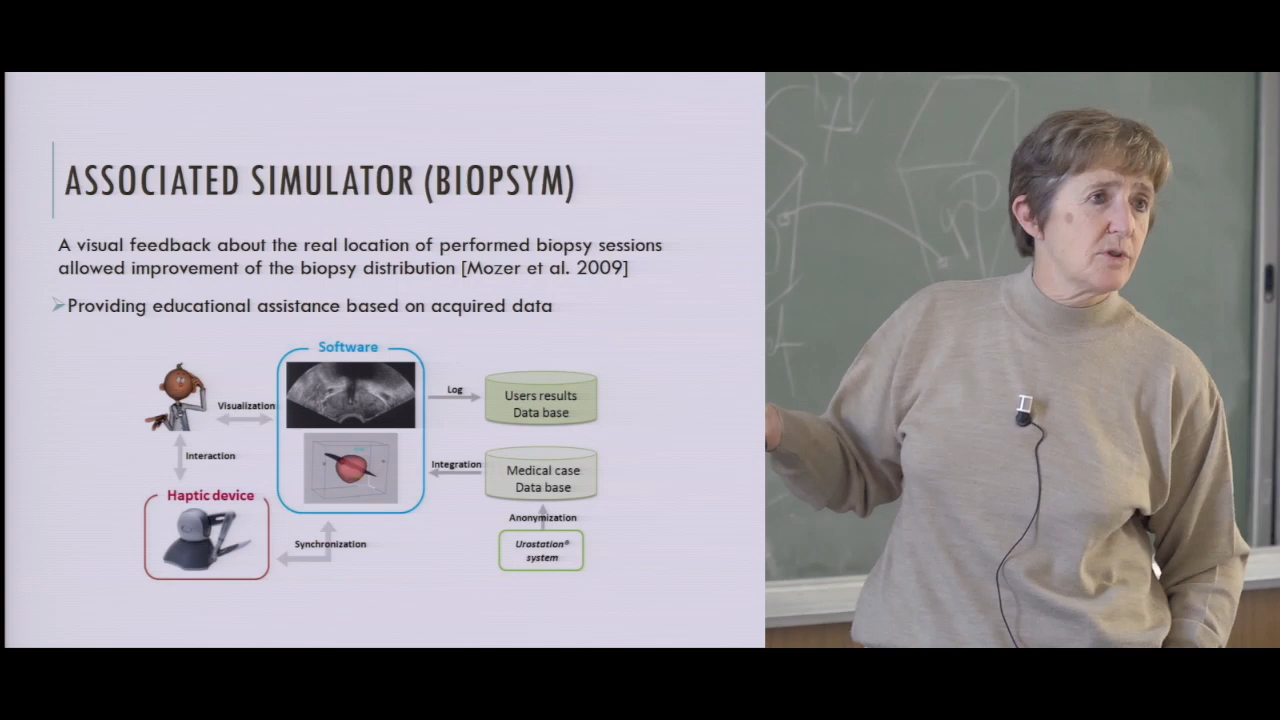 ASSOCIATED SIMULATOR (BIOPSYM)
A visual feedback about the real location of performed biopsy sessions
allowed improvement of the biopsy distribution [Mozer et al. 2009]
Providing educational assistance based on acquired data
Software
Visualization
Log
Users results
Data base
Interaction
Integration
Medical case
Data base
Haptic device
Anonymization
Synchronization
Urostation®
system